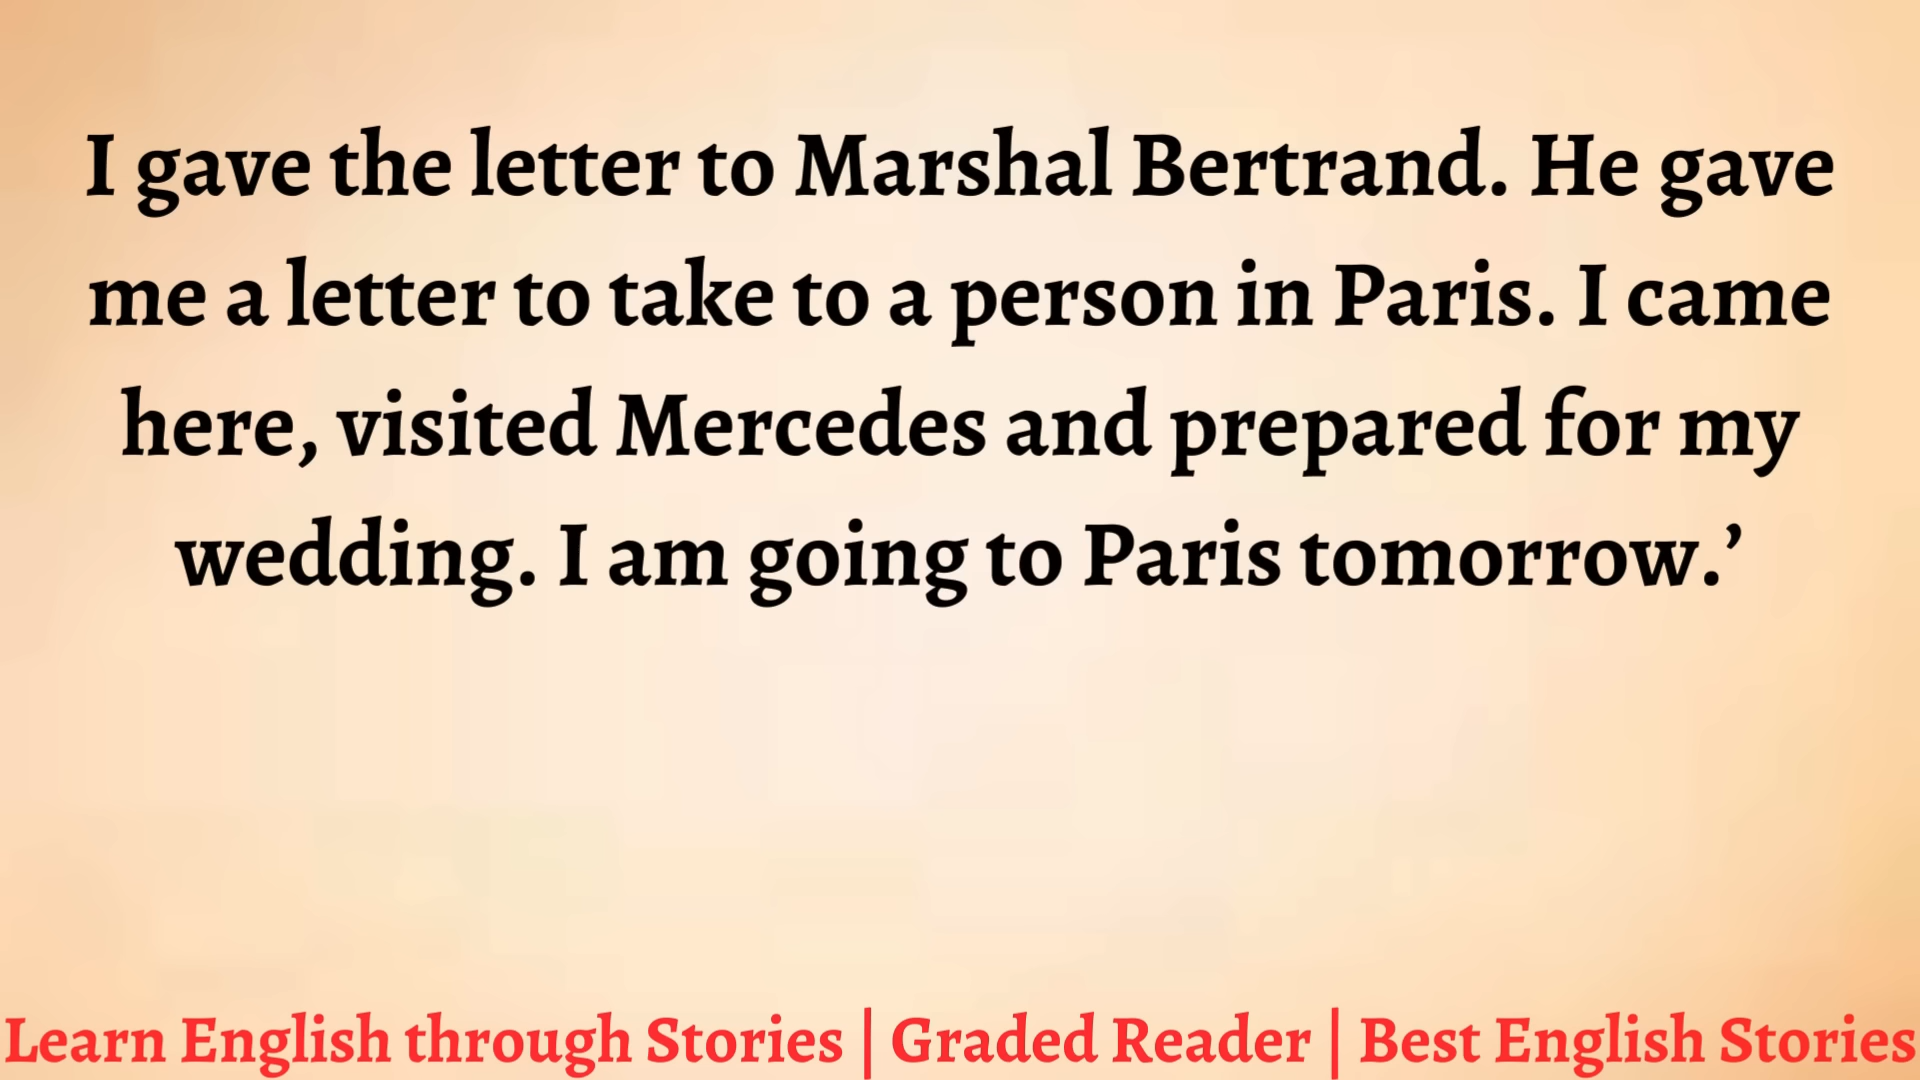 I gave the letter to Marshal Bertrand. He gave
me a letter to take to a person in Paris. I came
here, visited Mercedes and prepared for my
wedding. I am going to Paris tomorrow.’
Learn English through Stories | Graded Reader | Best English Stories